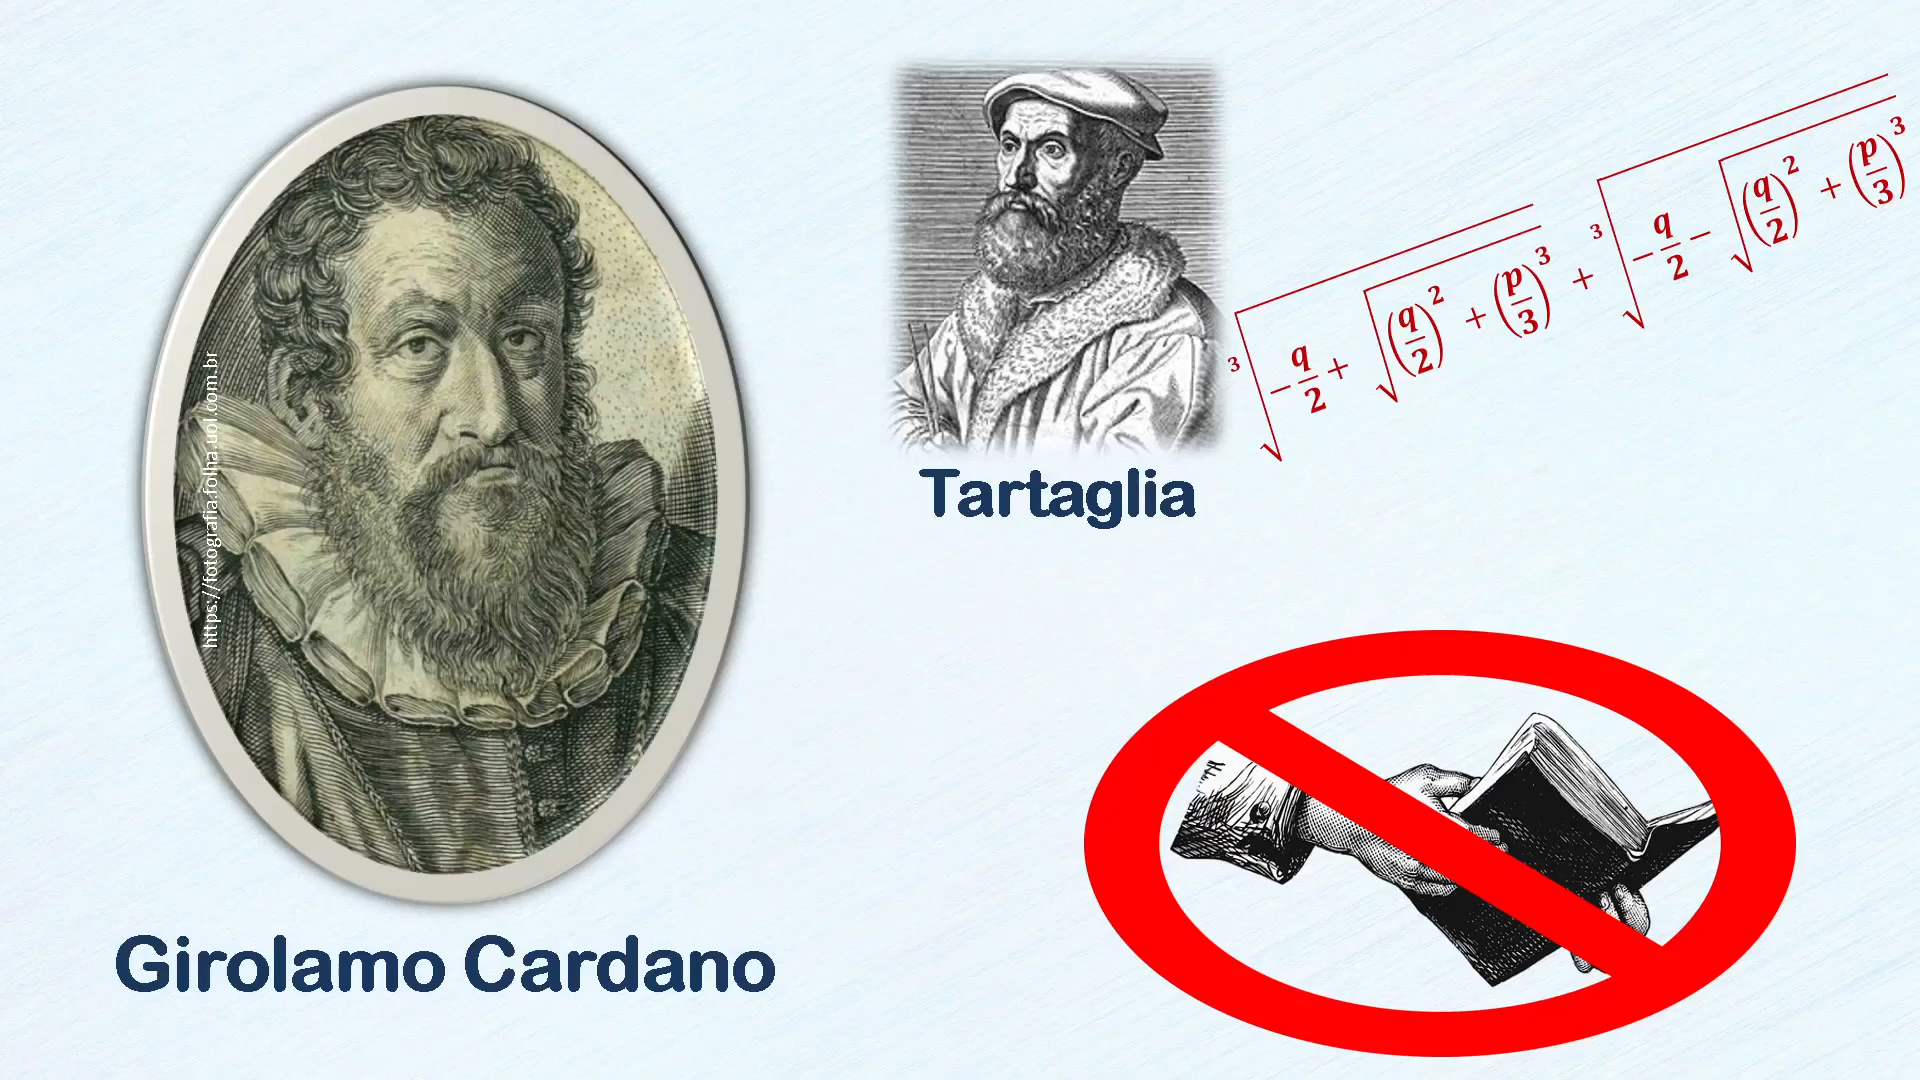 https://fotografia.folha.uol.com.br
Girolamo Cardano
Tartaglia
∛(-q/2 + √((q/2)² + (p/3)³)) + ∛(-q/2 - √((q/2)² + (p/3)³))